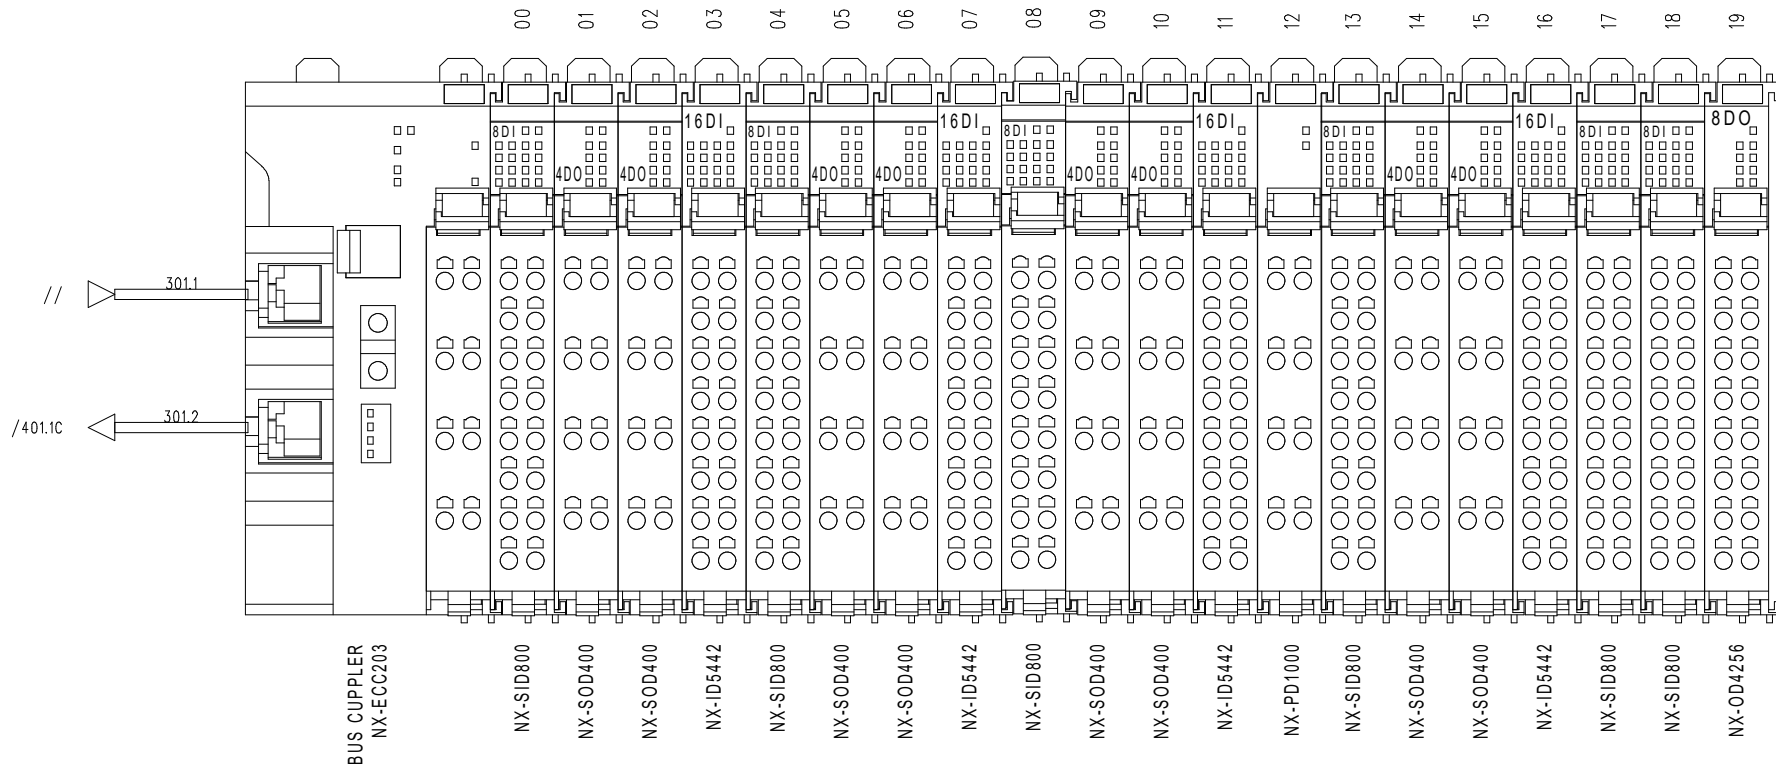 00
01
02
03
04
05
06
07
08
09
10
11
12
13
14
15
16
17
18
19
16DI
16DI
16DI
16DI
8DO
8DI
8DI
8DI
8DI
8DI
8DI
4DO
4DO
4DO
4DO
4DO
4DO
4DO
4DO
//
301.1
/401.1C
301.2
BUS CUPPLER
NX-ECC203
NX-SID800
NX-SOD400
NX-SOD400
NX-ID5442
NX-SID800
NX-SOD400
NX-SOD400
NX-ID5442
NX-SID800
NX-SOD400
NX-SOD400
NX-ID5442
NX-PD1000
NX-SID800
NX-SOD400
NX-SOD400
NX-ID5442
NX-SID800
NX-SID800
NX-OD4256